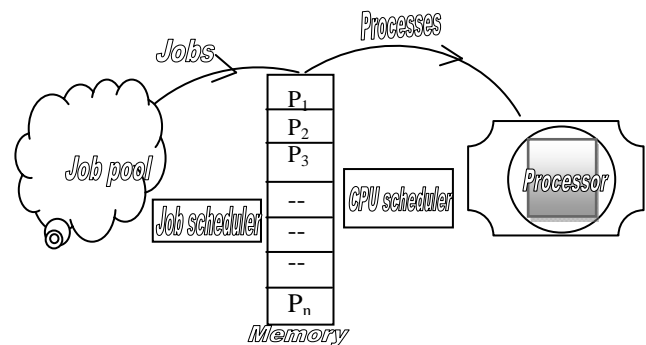 Jobs
Processes
Job pool
Job scheduler
P1
P2
P3
--
--
--
Pn
Memory
CPU scheduler
Processor